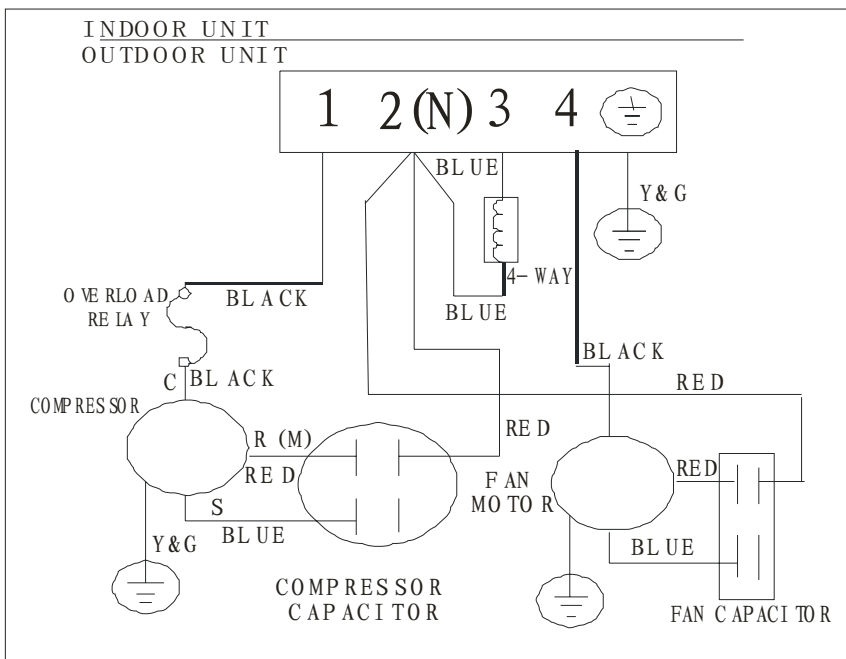 INDOOR UNIT
OUTDOOR UNIT
1 2(N) 3 4
BLUE
Y&G
4-WAY
BLUE
BLACK
OVERLOAD
RELAY
BLACK
C BLACK
RED
COMPRESSOR
R (M)
RED
RED
FAN
MOTOR
RED
S
BLUE
BLUE
Y&G
COMPRESSOR
CAPACITOR
FAN CAPACITOR